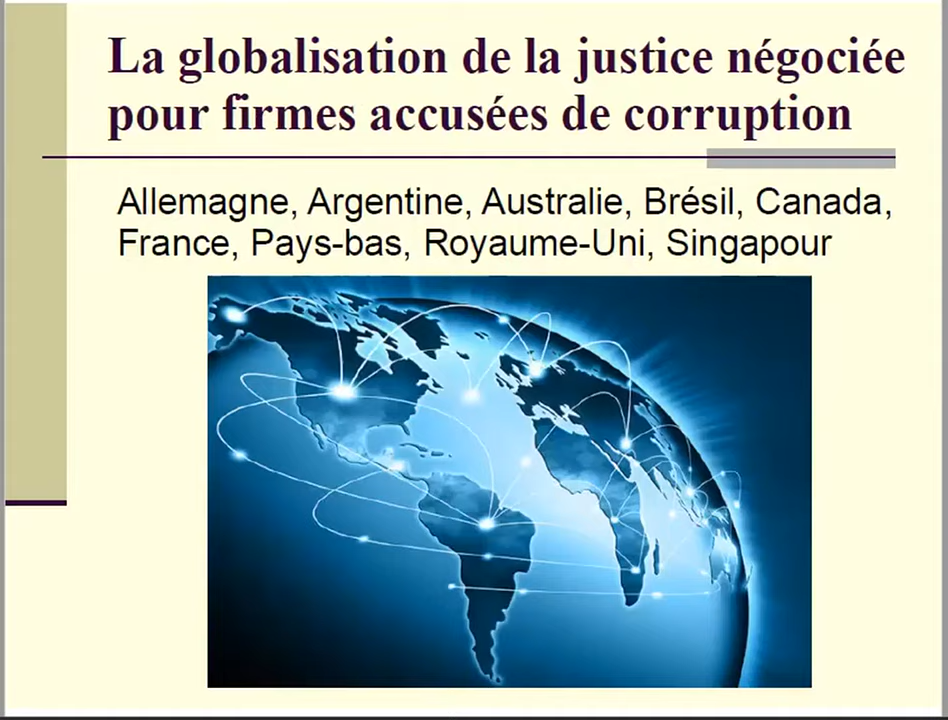 La globalisation de la justice négociée
pour firmes accusées de corruption
Allemagne, Argentine, Australie, Brésil, Canada,
France, Pays-bas, Royaume-Uni, Singapour